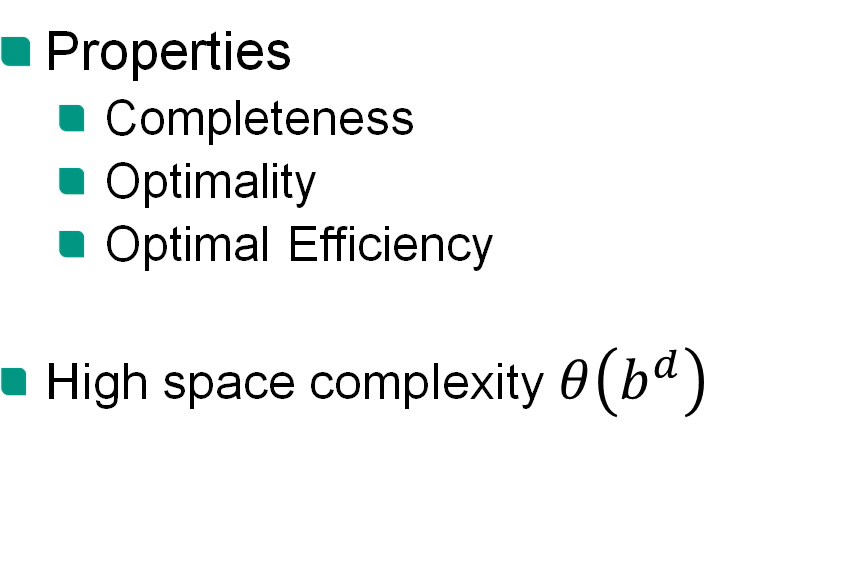 Properties
Completeness
Optimality
Optimal Efficiency
High space complexity θ(b^d)